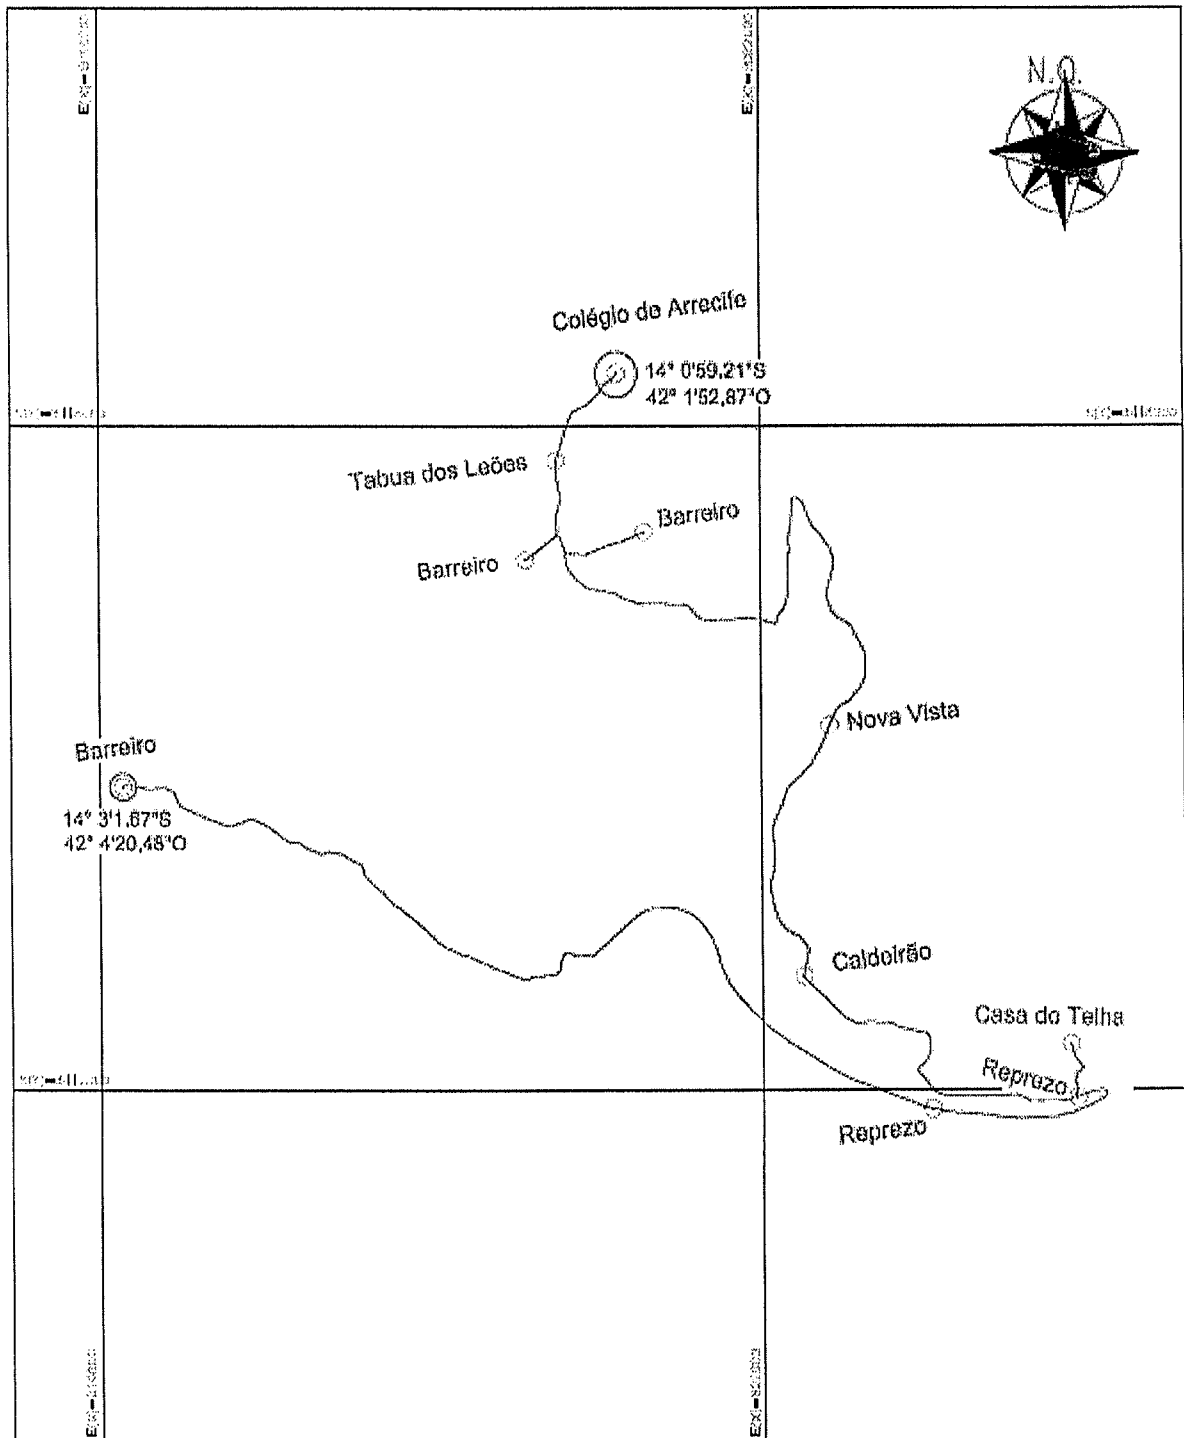 N.Q.
Colégio de Arrecife
14° 0'59,21"S
42° 1'52,87"O
Tabua dos Leões
Barreiro
Barreiro
Nova Vista
Barreiro
14° 3'1,67"S
42° 4'20,48"O
Caldeirão
Casa do Telha
Reprezo
Reprezo